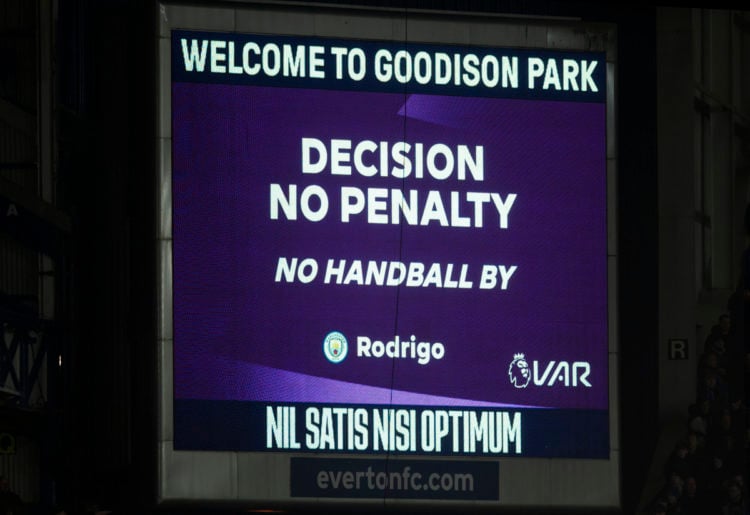 WELCOME TO GOODISON PARK
DECISION
NO PENALTY
NO HANDBALL BY
Rodrigo
VAR
NIL SATIS NISI OPTIMUM
evertonfc.com
A
R